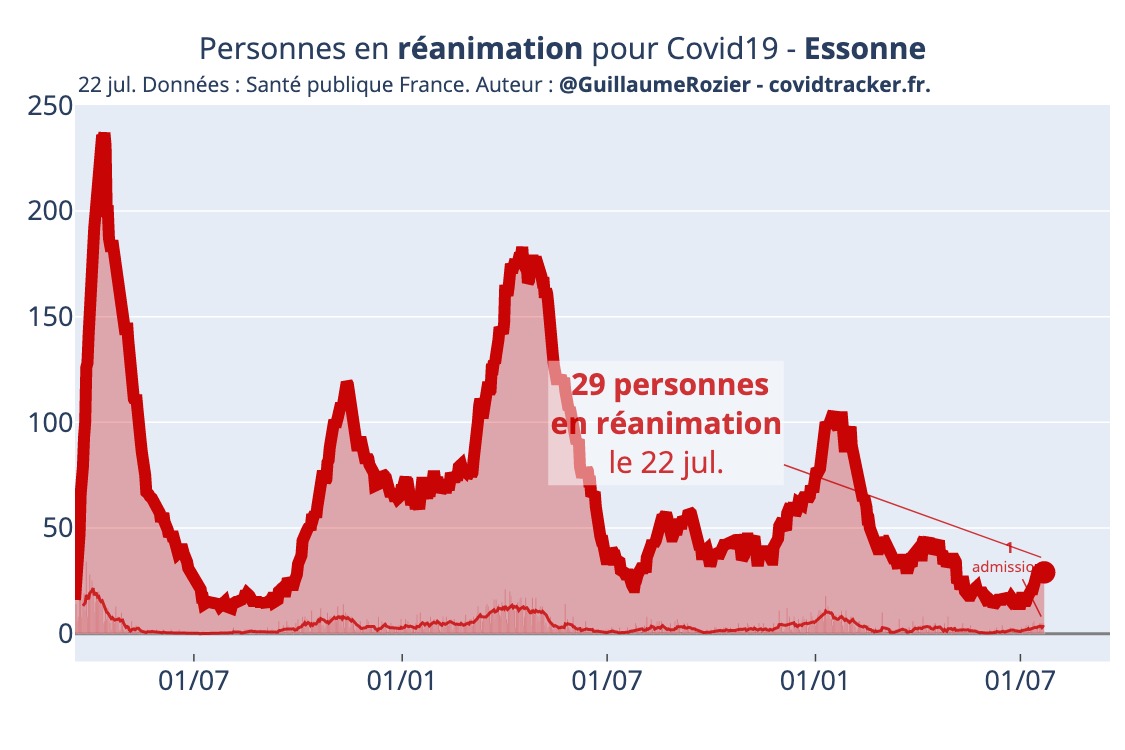 Personnes en réanimation pour Covid19 - Essonne
22 jul. Données : Santé publique France. Auteur : @GuillaumeRozier - covidtracker.fr.
250
200
150
100
50
0
29 personnes
en réanimation
le 22 jul.
1
admission
01/07
01/01
01/07
01/01
01/07